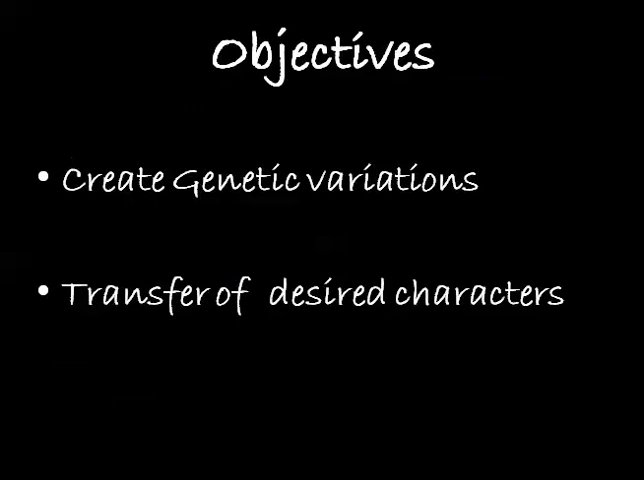 Objectives
• Create Genetic variations
• Transfer of desired characters